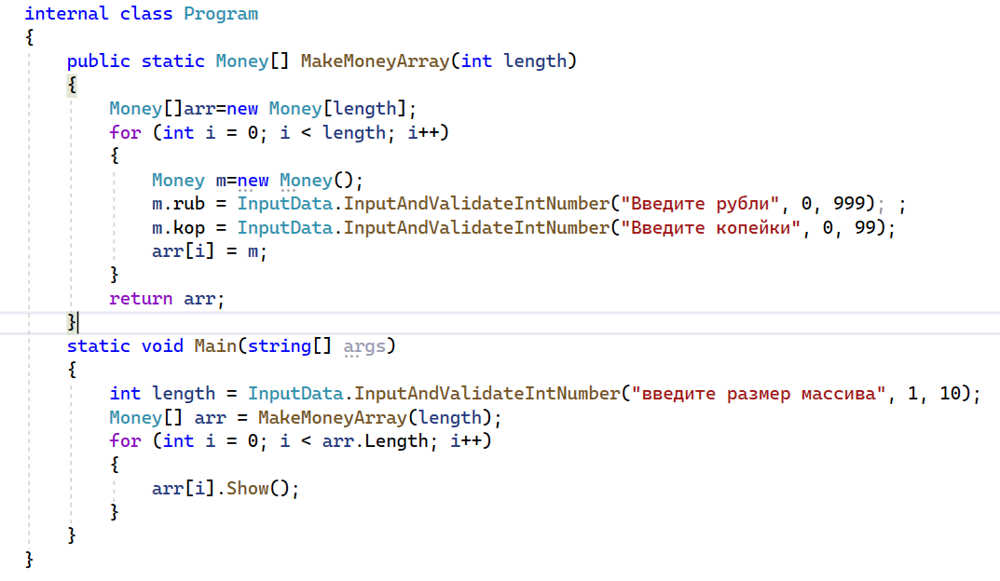 internal class Program
{
public static Money[] MakeMoneyArray(int length)
{
Money[]arr=new Money[length];
for (int i = 0; i < length; i++)
{
Money m=new Money();
m.rub = InputData.InputAndValidateIntNumber("Введите рубли", 0, 999); ;
m.kop = InputData.InputAndValidateIntNumber("Введите копейки", 0, 99);
arr[i] = m;
}
return arr;
}
static void Main(string[] args)
{
int length = InputData.InputAndValidateIntNumber("введите размер массива", 1, 10);
Money[] arr = MakeMoneyArray(length);
for (int i = 0; i < arr.Length; i++)
{
arr[i].Show();
}
}
}